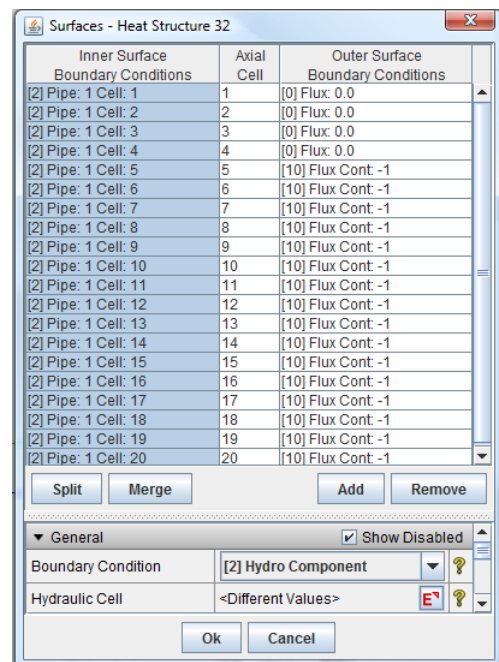 Surfaces - Heat Structure 32
Inner Surface Boundary Conditions Axial Cell Outer Surface Boundary Conditions
[2] Pipe: 1 Cell: 1 1 [0] Flux: 0.0
[2] Pipe: 1 Cell: 2 2 [0] Flux: 0.0
[2] Pipe: 1 Cell: 3 3 [0] Flux: 0.0
[2] Pipe: 1 Cell: 4 4 [0] Flux: 0.0
[2] Pipe: 1 Cell: 5 5 [10] Flux Cont: -1
[2] Pipe: 1 Cell: 6 6 [10] Flux Cont: -1
[2] Pipe: 1 Cell: 7 7 [10] Flux Cont: -1
[2] Pipe: 1 Cell: 8 8 [10] Flux Cont: -1
[2] Pipe: 1 Cell: 9 9 [10] Flux Cont: -1
[2] Pipe: 1 Cell: 10 10 [10] Flux Cont: -1
[2] Pipe: 1 Cell: 11 11 [10] Flux Cont: -1
[2] Pipe: 1 Cell: 12 12 [10] Flux Cont: -1
[2] Pipe: 1 Cell: 13 13 [10] Flux Cont: -1
[2] Pipe: 1 Cell: 14 14 [10] Flux Cont: -1
[2] Pipe: 1 Cell: 15 15 [10] Flux Cont: -1
[2] Pipe: 1 Cell: 16 16 [10] Flux Cont: -1
[2] Pipe: 1 Cell: 17 17 [10] Flux Cont: -1
[2] Pipe: 1 Cell: 18 18 [10] Flux Cont: -1
[2] Pipe: 1 Cell: 19 19 [10] Flux Cont: -1
[2] Pipe: 1 Cell: 20 20 [10] Flux Cont: -1
Split Merge Add Remove
General Show Disabled
Boundary Condition [2] Hydro Component ?
Hydraulic Cell <Different Values> E ?
Ok Cancel